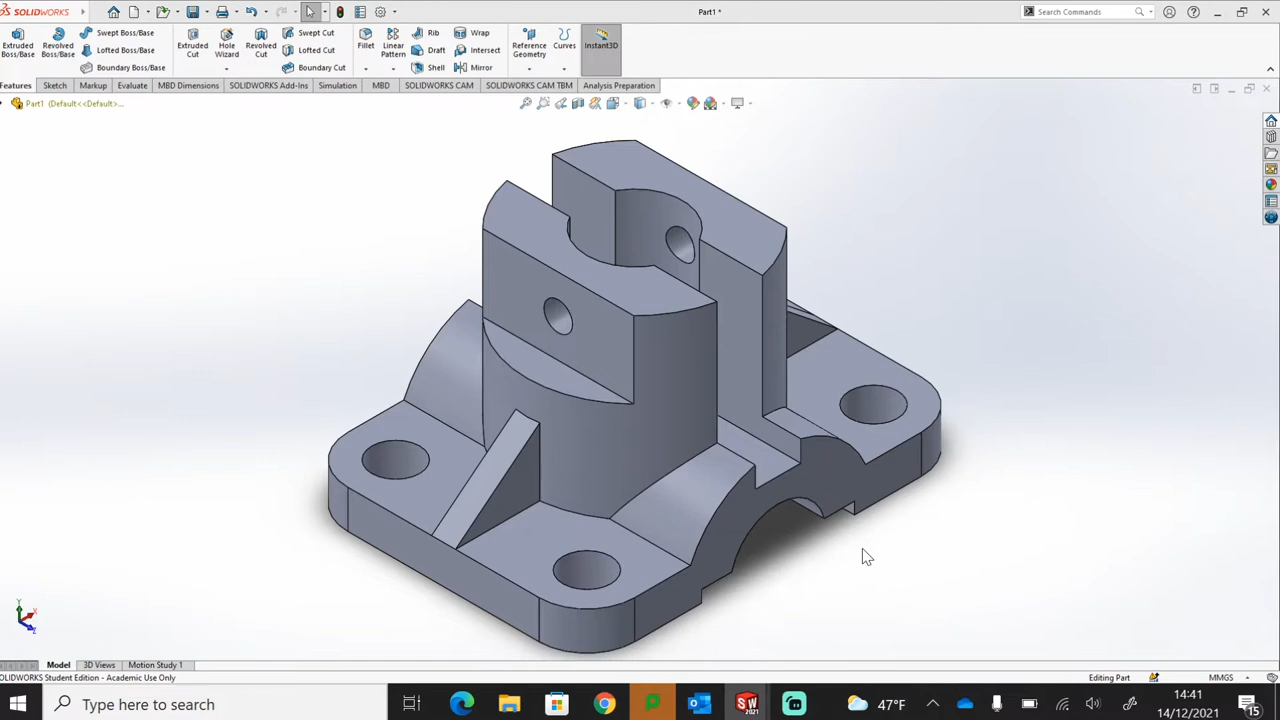 SOLIDWORKS
Part1 *
Search Commands
Extruded Boss/Base
Revolved Boss/Base
Swept Boss/Base
Lofted Boss/Base
Boundary Boss/Base
Extruded Cut
Hole Wizard
Revolved Cut
Swept Cut
Lofted Cut
Boundary Cut
Fillet
Linear Pattern
Rib
Draft
Shell
Wrap
Intersect
Mirror
Reference Geometry
Curves
Instant3D
Features Sketch Markup Evaluate MBD Dimensions SOLIDWORKS Add-Ins Simulation MBD SOLIDWORKS CAM SOLIDWORKS CAM TBM Analysis Preparation
Part1 (Default<<Default>...
Y
X
Z
Model 3D Views Motion Study 1
SOLIDWORKS Student Edition - Academic Use Only
Editing Part
MMGS
Type here to search
SW
2021
47°F
14:41
14/12/2021
15